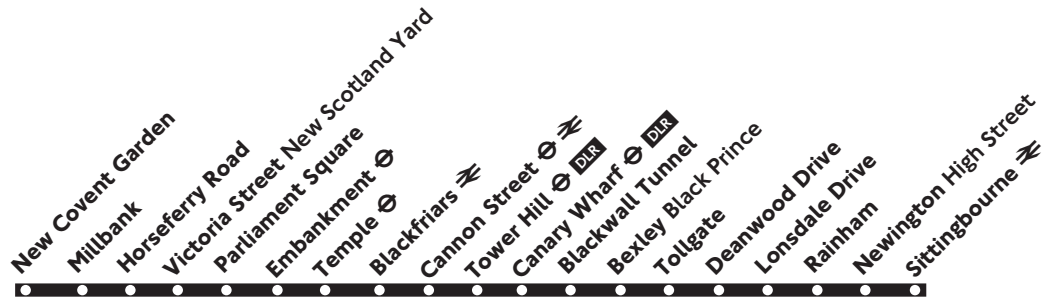 New Covent Garden
Millbank
Horseferry Road
Victoria Street New Scotland Yard
Parliament Square
Embankment
Temple
Blackfriars
Cannon Street
Tower Hill DLR
Canary Wharf DLR
Blackwall Tunnel
Bexley Black Prince
Tollgate
Deanwood Drive
Lonsdale Drive
Rainham
Newington High Street
Sittingbourne